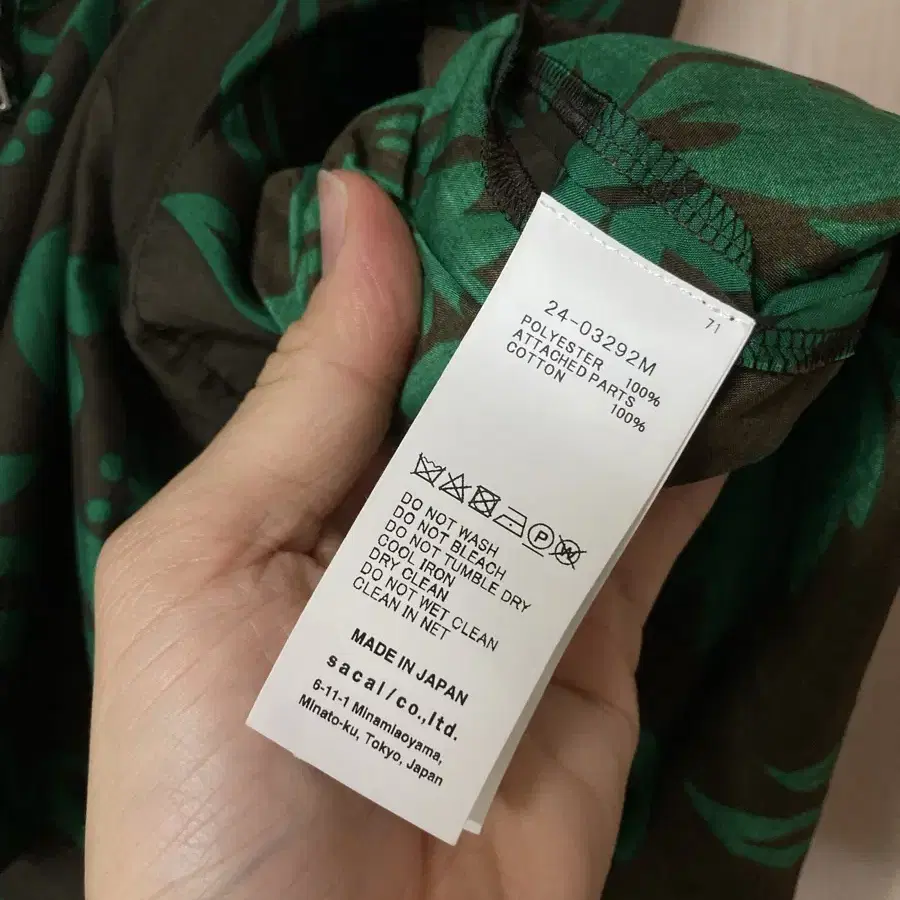 71
24-03292M
POLYESTER 100%
ATTACHED PARTS
COTTON 100%
P
W
DO NOT WASH
DO NOT BLEACH
DO NOT TUMBLE DRY
COOL IRON
DRY CLEAN
DO NOT WET CLEAN
CLEAN IN NET
MADE IN JAPAN
sacai/co.,ltd.
6-11-1 Minamiaoyama,
Minato-ku, Tokyo, Japan